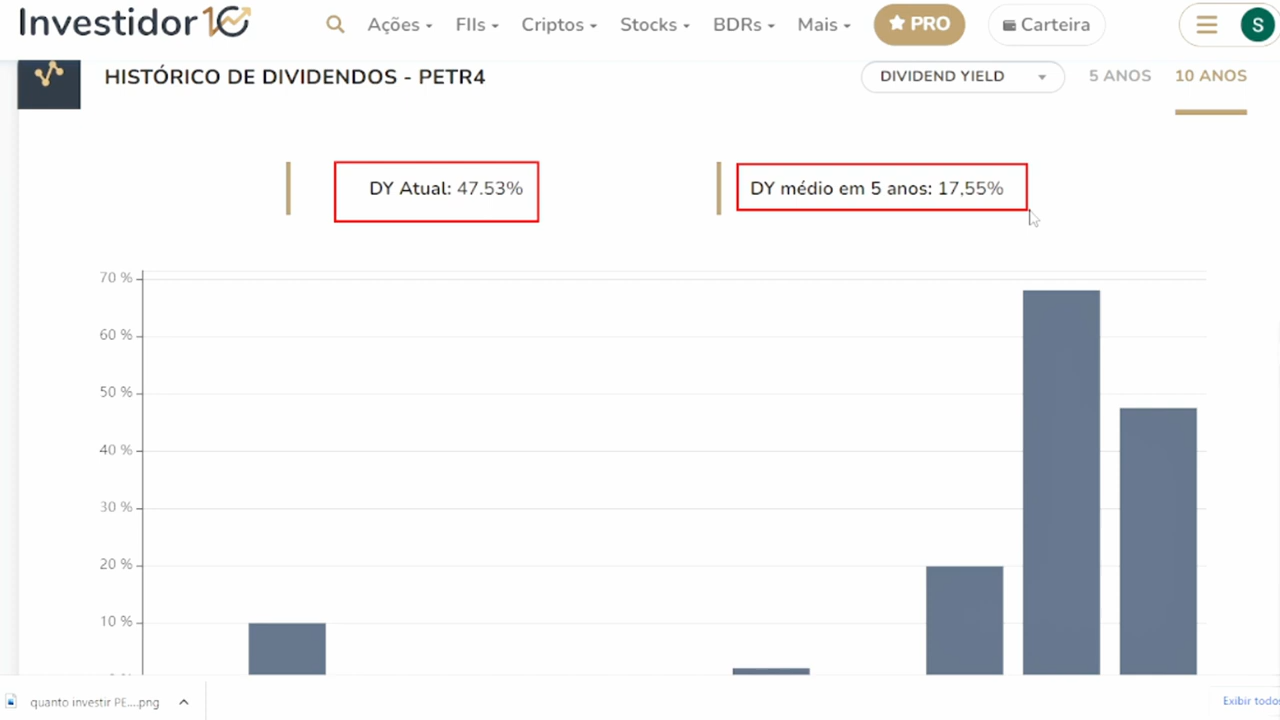 Investidor10
Ações
FIIs
Criptos
Stocks
BDRs
Mais
PRO
Carteira
S
HISTÓRICO DE DIVIDENDOS - PETR4
DIVIDEND YIELD
5 ANOS
10 ANOS
DY Atual: 47.53%
DY médio em 5 anos: 17,55%
70 %
60 %
50 %
40 %
30 %
20 %
10 %
quanto investir PE....png
Exibir todos